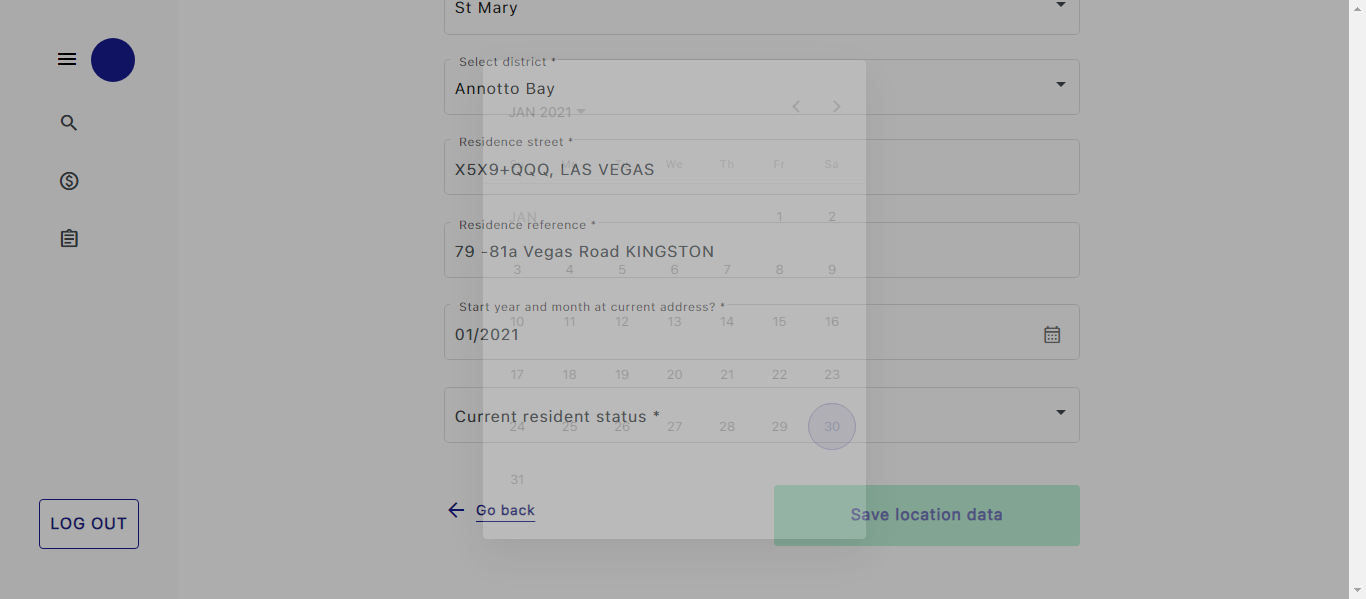 St Mary
Select district *
Annotto Bay
JAN 2021
Residence street *
Su Mo Tu We Th Fr Sa
X5X9+QQQ, LAS VEGAS
JAN 1 2
Residence reference *
79 -81a Vegas Road KINGSTON
3 4 5 6 7 8 9
Start year and month at current address? *
10 11 12 13 14 15 16
01/2021
17 18 19 20 21 22 23
Current resident status *
24 25 26 27 28 29 30
31
Go back
Save location data
LOG OUT